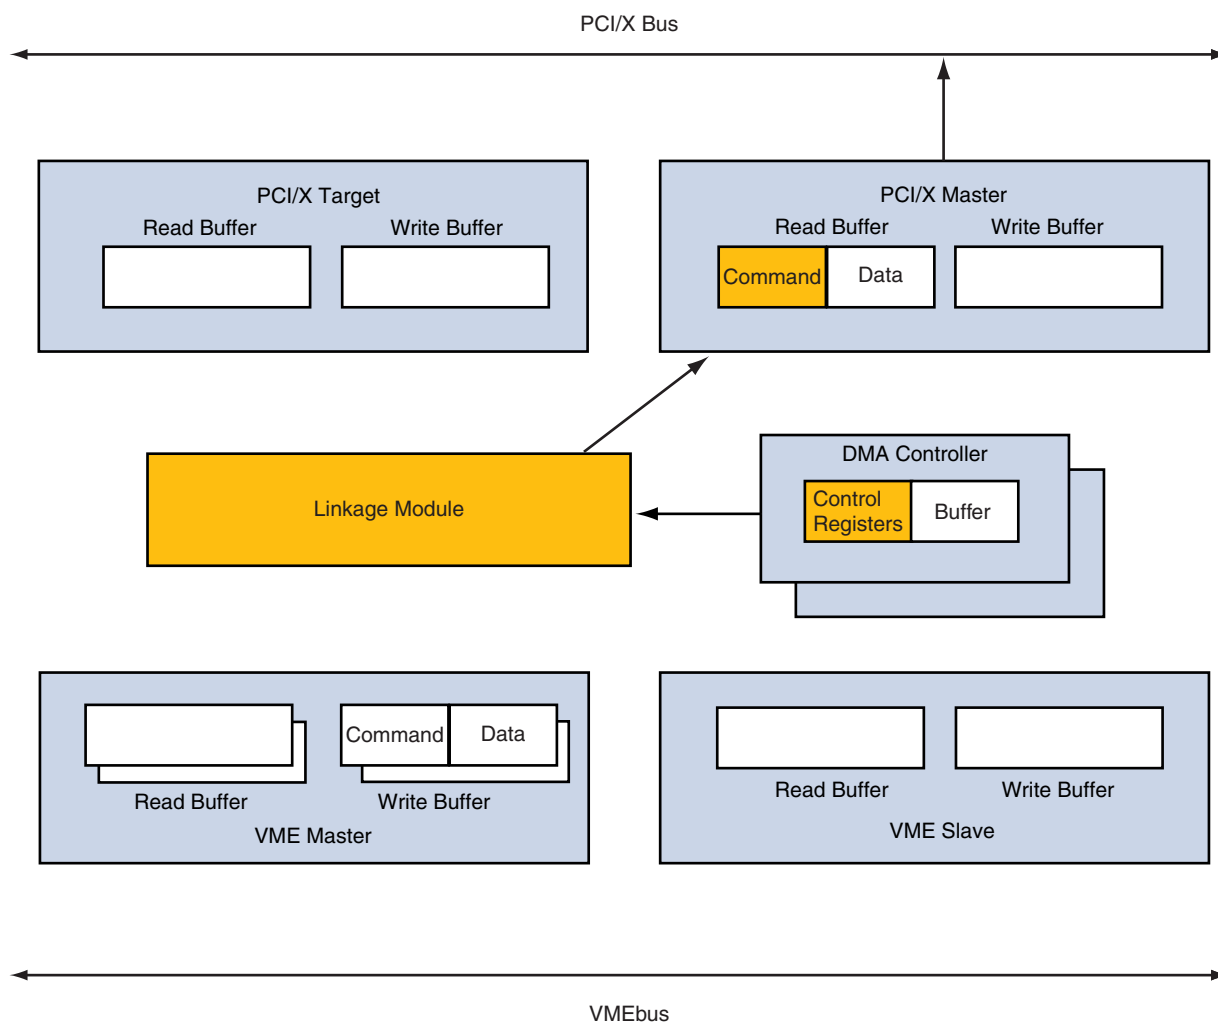 PCI/X Bus
PCI/X Target
Read Buffer
Write Buffer
PCI/X Master
Read Buffer
Write Buffer
Command
Data
Linkage Module
DMA Controller
Control
Registers
Buffer
Command
Data
Read Buffer
Write Buffer
VME Master
Read Buffer
Write Buffer
VME Slave
VMEbus